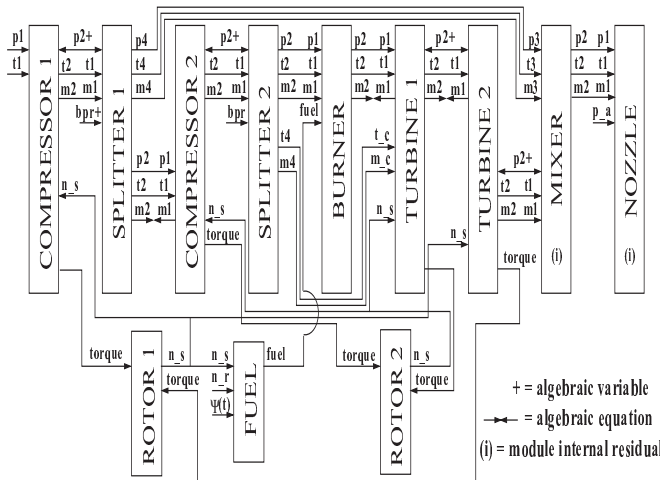 p1 p2+ p4 p2+ p2 p1 p2 p1 p2+ p3 p2 p1
t1 t2 t1 t4 t2 t1 t2 t1 t2 t1 t2 t1 t3 t2 t1
m2 m1 m4 m2 m1 m2 m1 m2 m1 m2 m1 m3 m2 m1
bpr+ bpr fuel p_a
t4 t_c
m4 m_c
p2 p1 p2+
t2 t1 t2 t1
m2 m1 m2 m1
n_s n_s n_s n_s
torque torque
COMPRESSOR 1
SPLITTER 1
COMPRESSOR 2
SPLITTER 2
BURNER
TURBINE 1
TURBINE 2
MIXER
(i)
NOZZLE
(i)
torque n_s n_s fuel torque n_s
torque n_r torque
Ψ(t)
ROTOR 1
FUEL
ROTOR 2
+ = algebraic variable
= algebraic equation
(i) = module internal residual